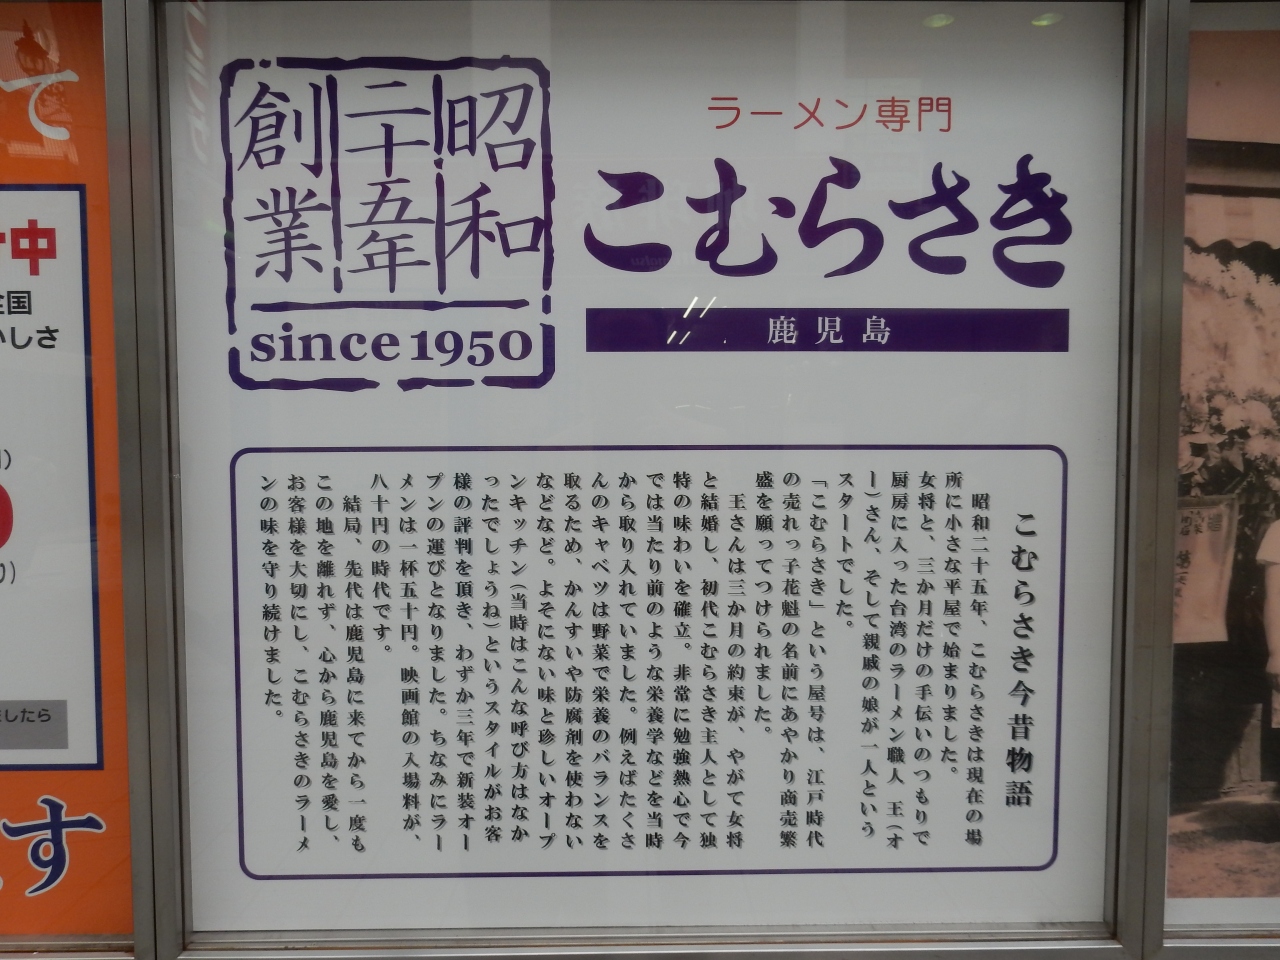 ラーメン専門
こむらさき
鹿児島
昭和
二十五年
創業
since 1950
こむらさき今昔物語
昭和二十五年、こむらさきは現在の場
所に小さな平屋で始まりました。
女将と、三か月だけの手伝いのつもりで
厨房に入った台湾のラーメン職人 王(オ
ー)さん、そして親戚の娘が一人という
スタートでした。
「こむらさき」という屋号は、江戸時代
の売れっ子花魁の名前にあやかり商売繁
盛を願ってつけられました。
王さんは三か月の約束が、やがて女将
と結婚し、初代こむらさき主人として独
特の味わいを確立。非常に勉強熱心で今
では当たり前のような栄養学などを当時
から取り入れていました。例えばたくさ
んのキャベツは野菜で栄養のバランスを
取るため、かんすいや防腐剤を使わない
などなど。よそにない味と珍しいオープ
ンキッチン(当時はこんな呼び方はなか
ったでしょうね)というスタイルがお客
様の評判を頂き、わずか三年で新装オー
プンの運びとなりました。ちなみにラー
メンは一杯五十円。映画館の入場料が、
八十円の時代です。
結局、先代は鹿児島に来てから一度も
この地を離れず、心から鹿児島を愛し、
お客様を大切にし、こむらさきのラーメ
ンの味を守り続けました。
て
中
全国
いしさ
り)
ましたら
す